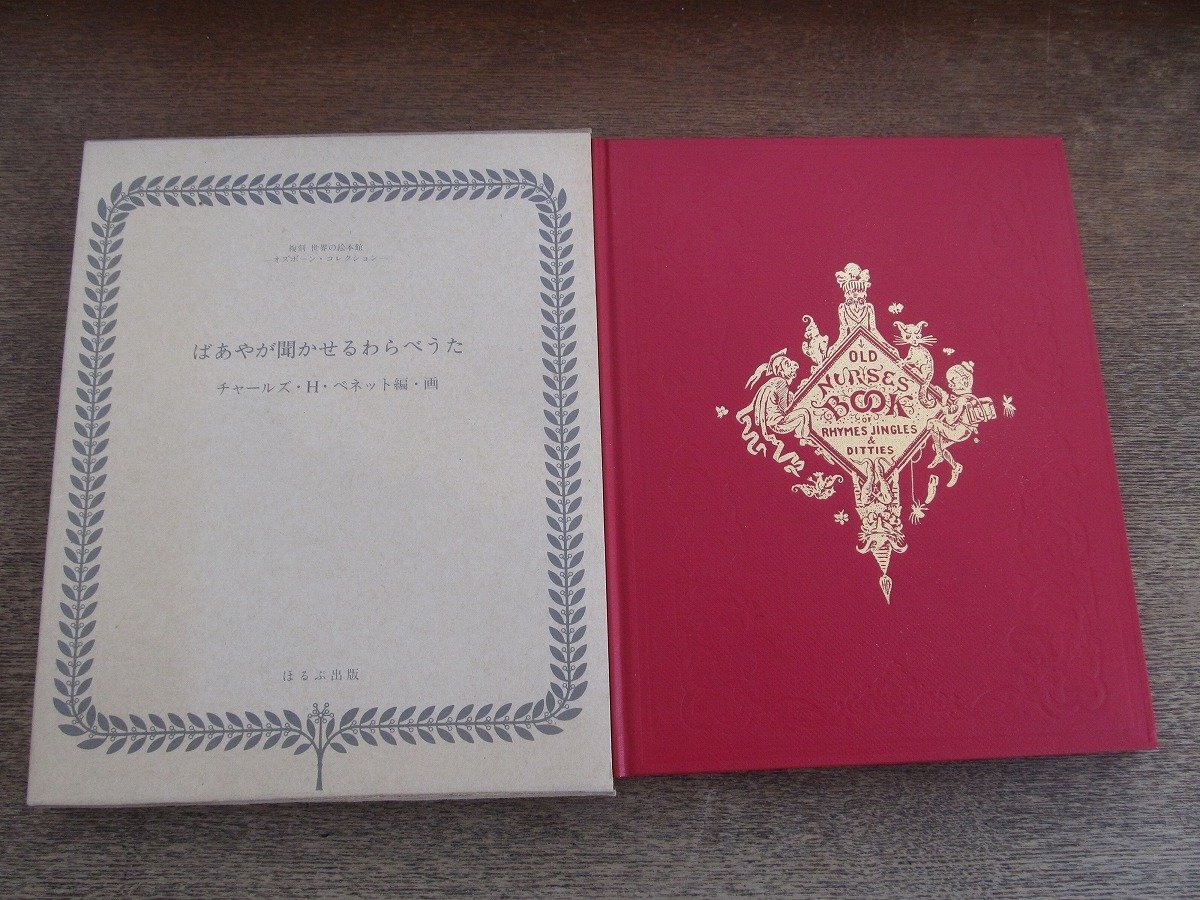 復刻 世界の絵本館
―オズボーン・コレクション―
ばあやが聞かせるわらべうた
チャールズ・H・ベネット編・画
ほるぷ出版
OLD
NURSES
BOOK
OF
RHYMES JINGLES
&
DITTIES